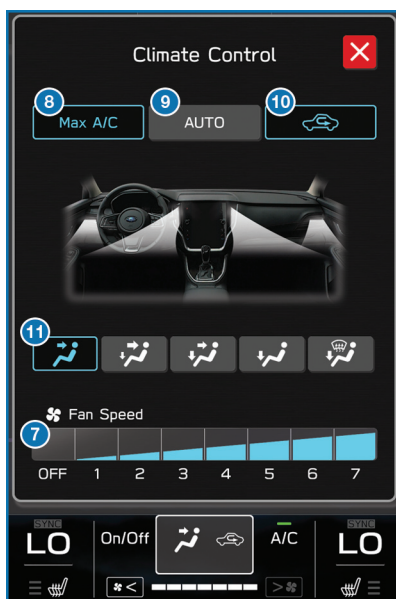 Climate Control
8 9 10
Max A/C AUTO
11
Fan Speed
7
OFF 1 2 3 4 5 6 7
SYNC SYNC
LO On/Off A/C LO
< >